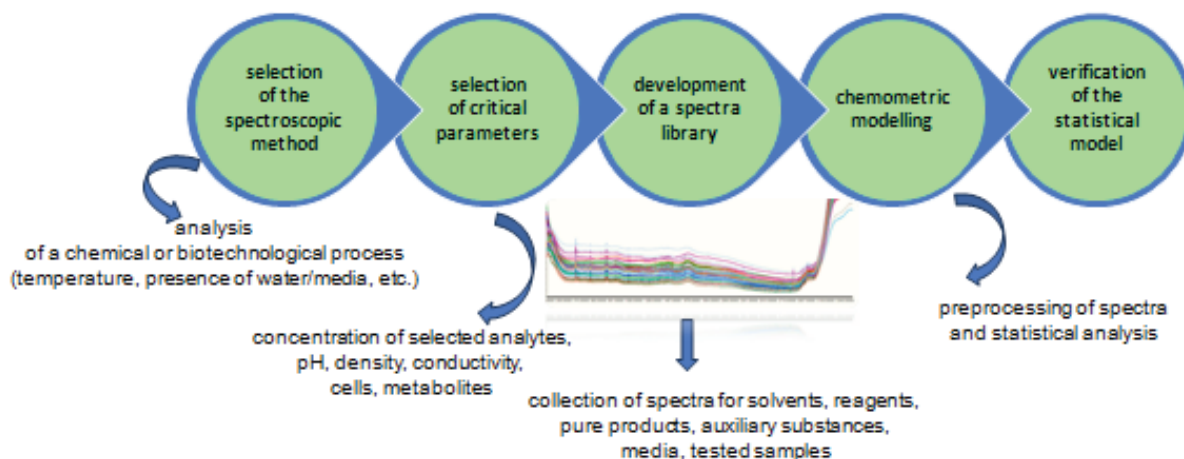 selection
of the
spectroscopic
method
selection
of critical
parameters
development
of a spectra
library
chemometric
modelling
verification
of the
statistical
model
analysis
of a chemical or biotechnological process
(temperature, presence of water/media, etc.)
concentration of selected analytes,
pH, density, conductivity,
cells, metabolites
collection of spectra for solvents, reagents,
pure products, auxiliary substances,
media, tested samples
preprocessing of spectra
and statistical analysis